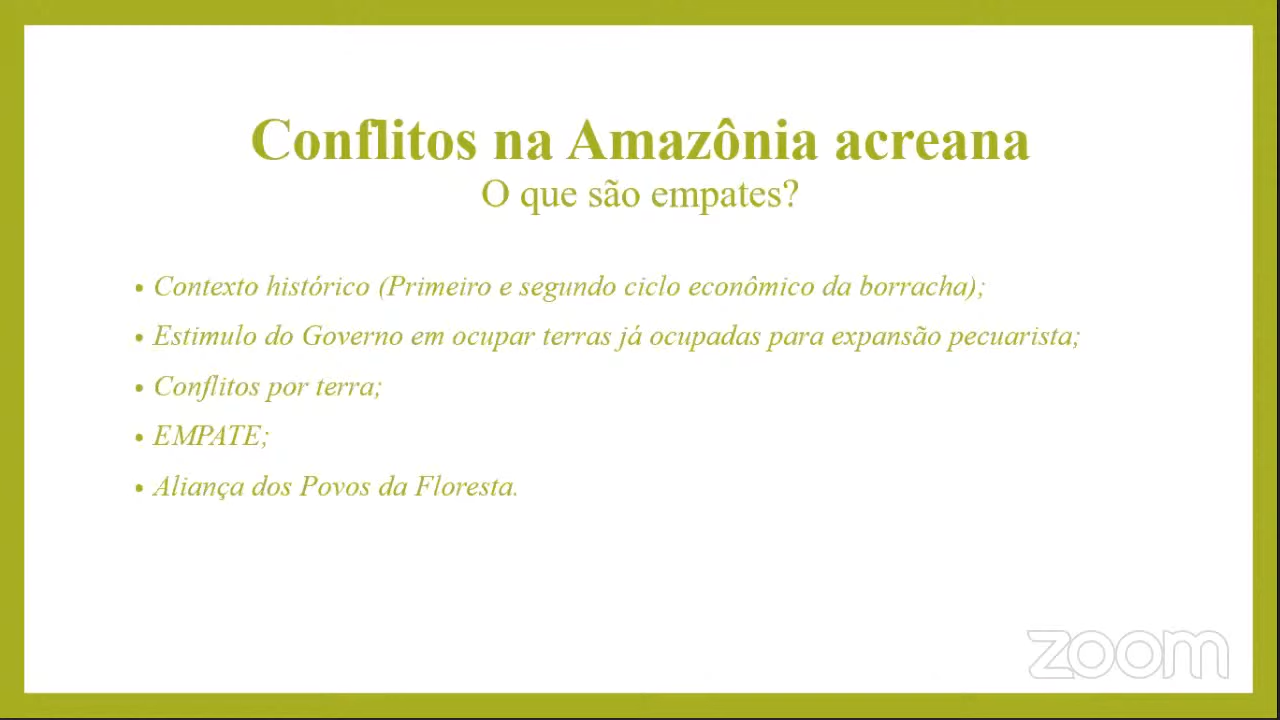 Conflitos na Amazônia acreana
O que são empates?
• Contexto histórico (Primeiro e segundo ciclo econômico da borracha);
• Estimulo do Governo em ocupar terras já ocupadas para expansão pecuarista;
• Conflitos por terra;
• EMPATE;
• Aliança dos Povos da Floresta.
zoom